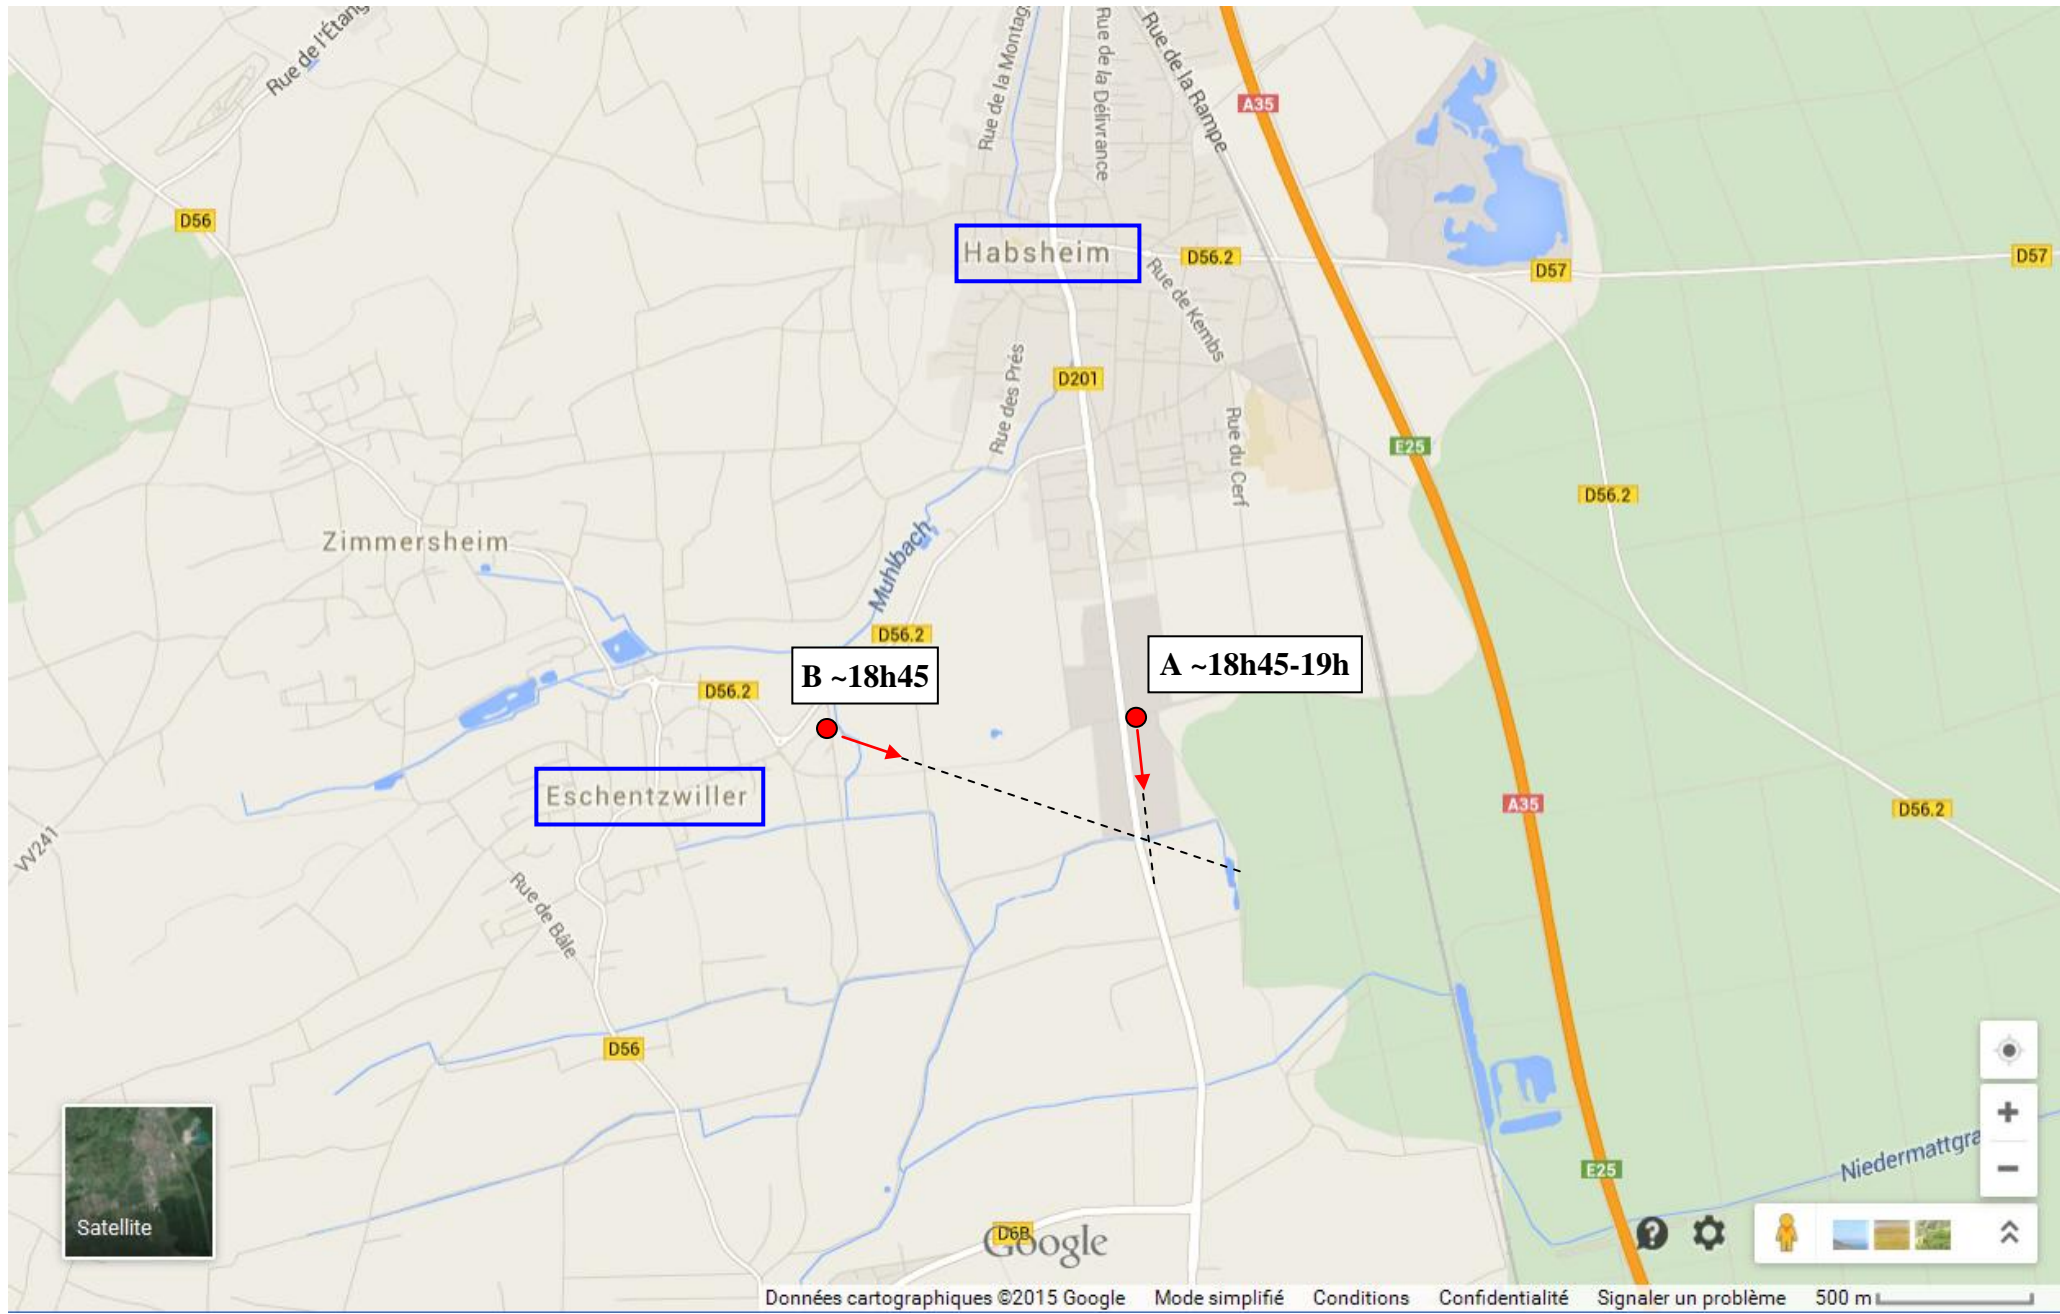 Rue de l'Étang
Rue de la Montag
Rue de la Délivrance
Rue de la Rampe
A35
D56
Habsheim
D56.2
D57
D57
Rue de Kembs
Rue des Prés
D201
Rue du Cerf
E25
D56.2
Zimmersheim
Muhlbach
D56.2
B ~18h45
A ~18h45-19h
D56.2
Eschentzwiller
A35
D56.2
VV241
Rue de Bâle
D56
Niedermattgra
E25
Satellite
D6B
Google
Données cartographiques ©2015 Google Mode simplifié Conditions Confidentialité Signaler un problème 500 m